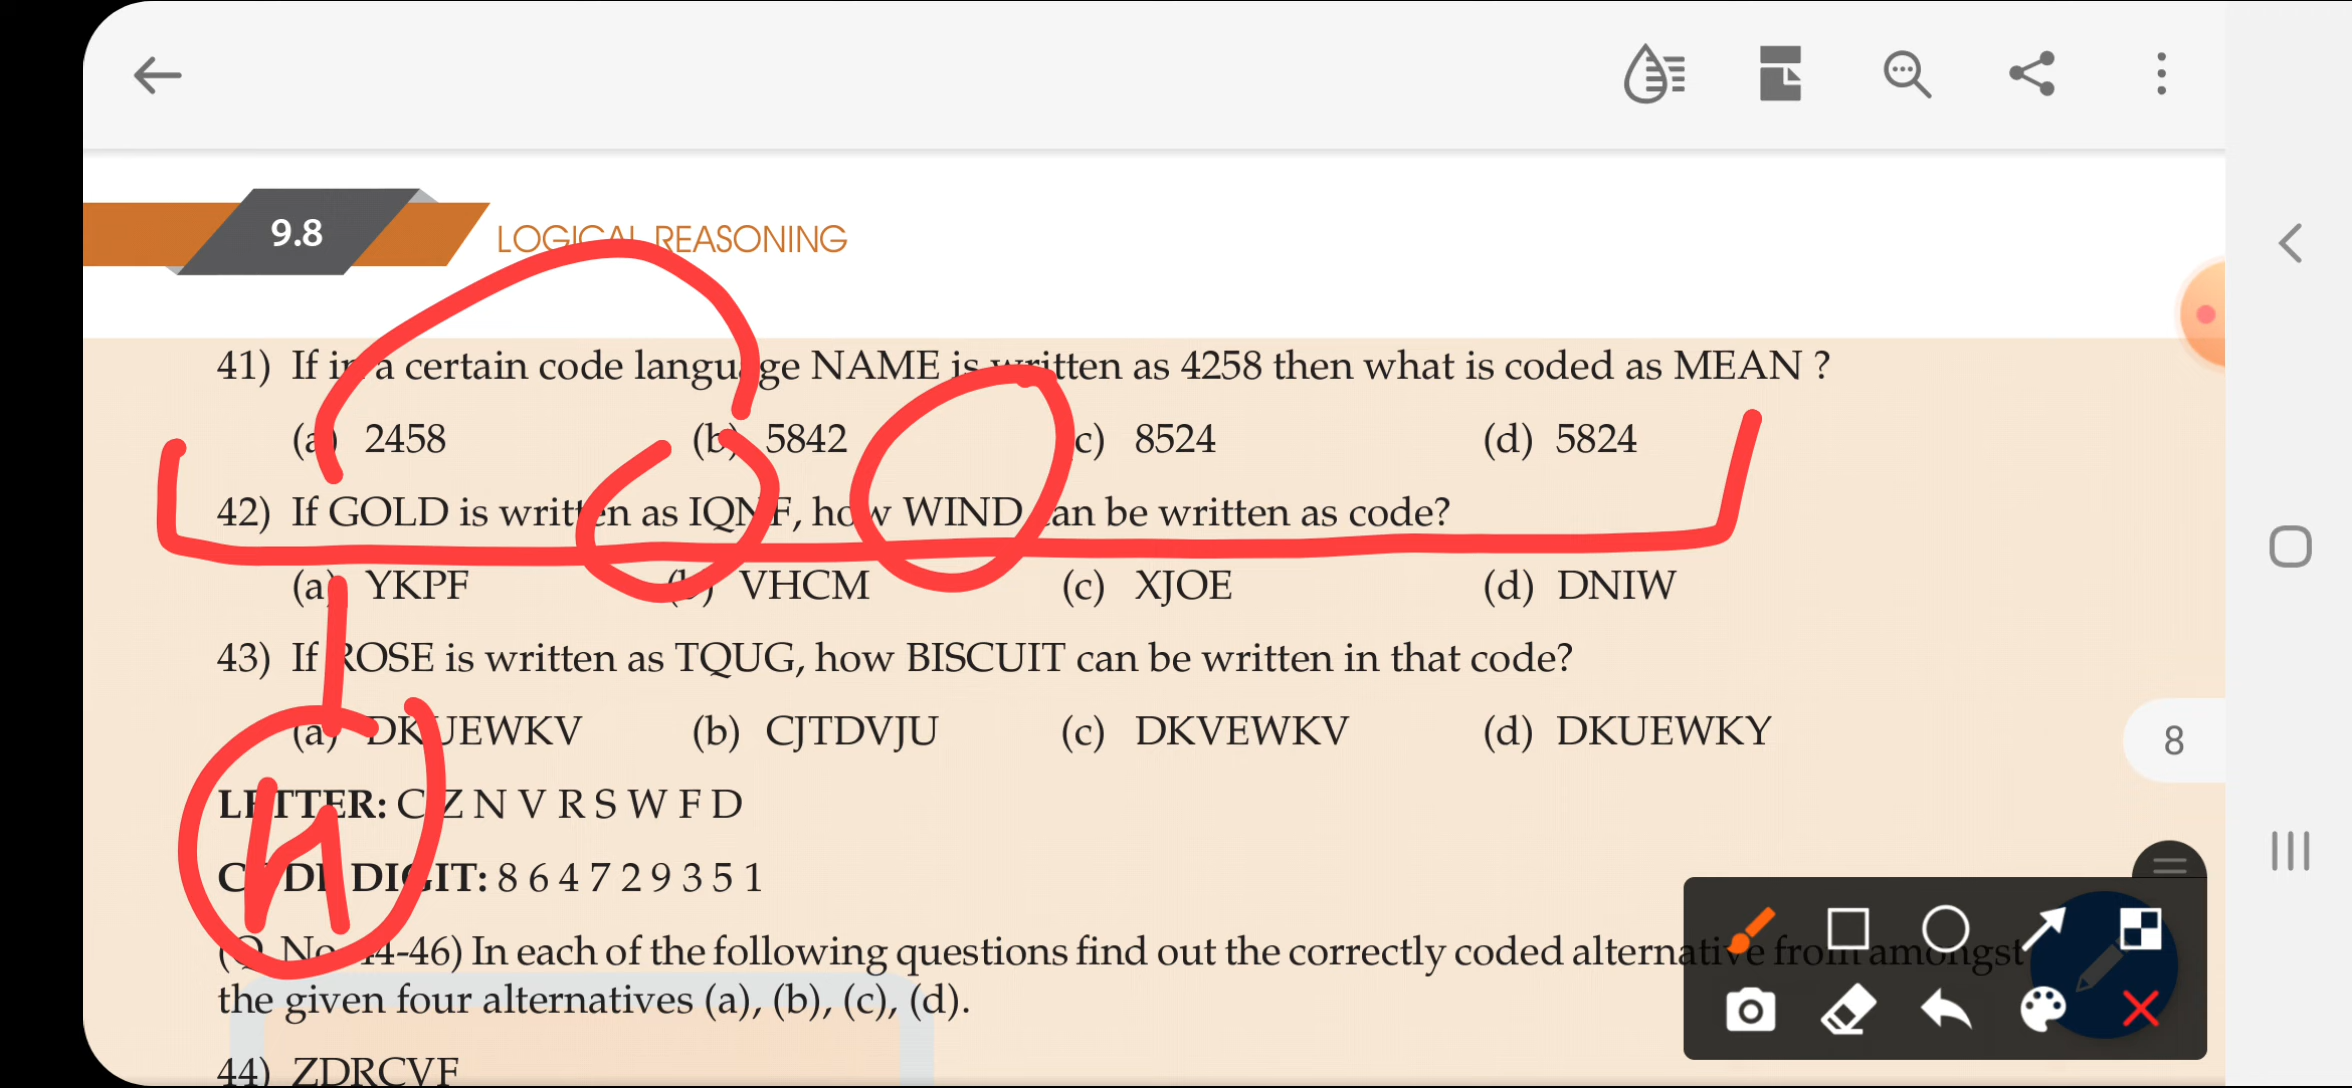 9.8 LOGICAL REASONING
41) If in a certain code language NAME is written as 4258 then what is coded as MEAN ?
(a) 2458 (b) 5842 (c) 8524 (d) 5824
42) If GOLD is written as IQNF, how WIND can be written as code?
(a) YKPF (b) VHCM (c) XJOE (d) DNIW
43) If ROSE is written as TQUG, how BISCUIT can be written in that code?
(a) DKUEWKV (b) CJTDVJU (c) DKVEWKV (d) DKUEWKY
8
LETTER: C Z N V R S W F D
CODE DIGIT: 8 6 4 7 2 9 3 5 1
(Q. No. 44-46) In each of the following questions find out the correctly coded alternative from amongst
the given four alternatives (a), (b), (c), (d).
44) ZDRCVF